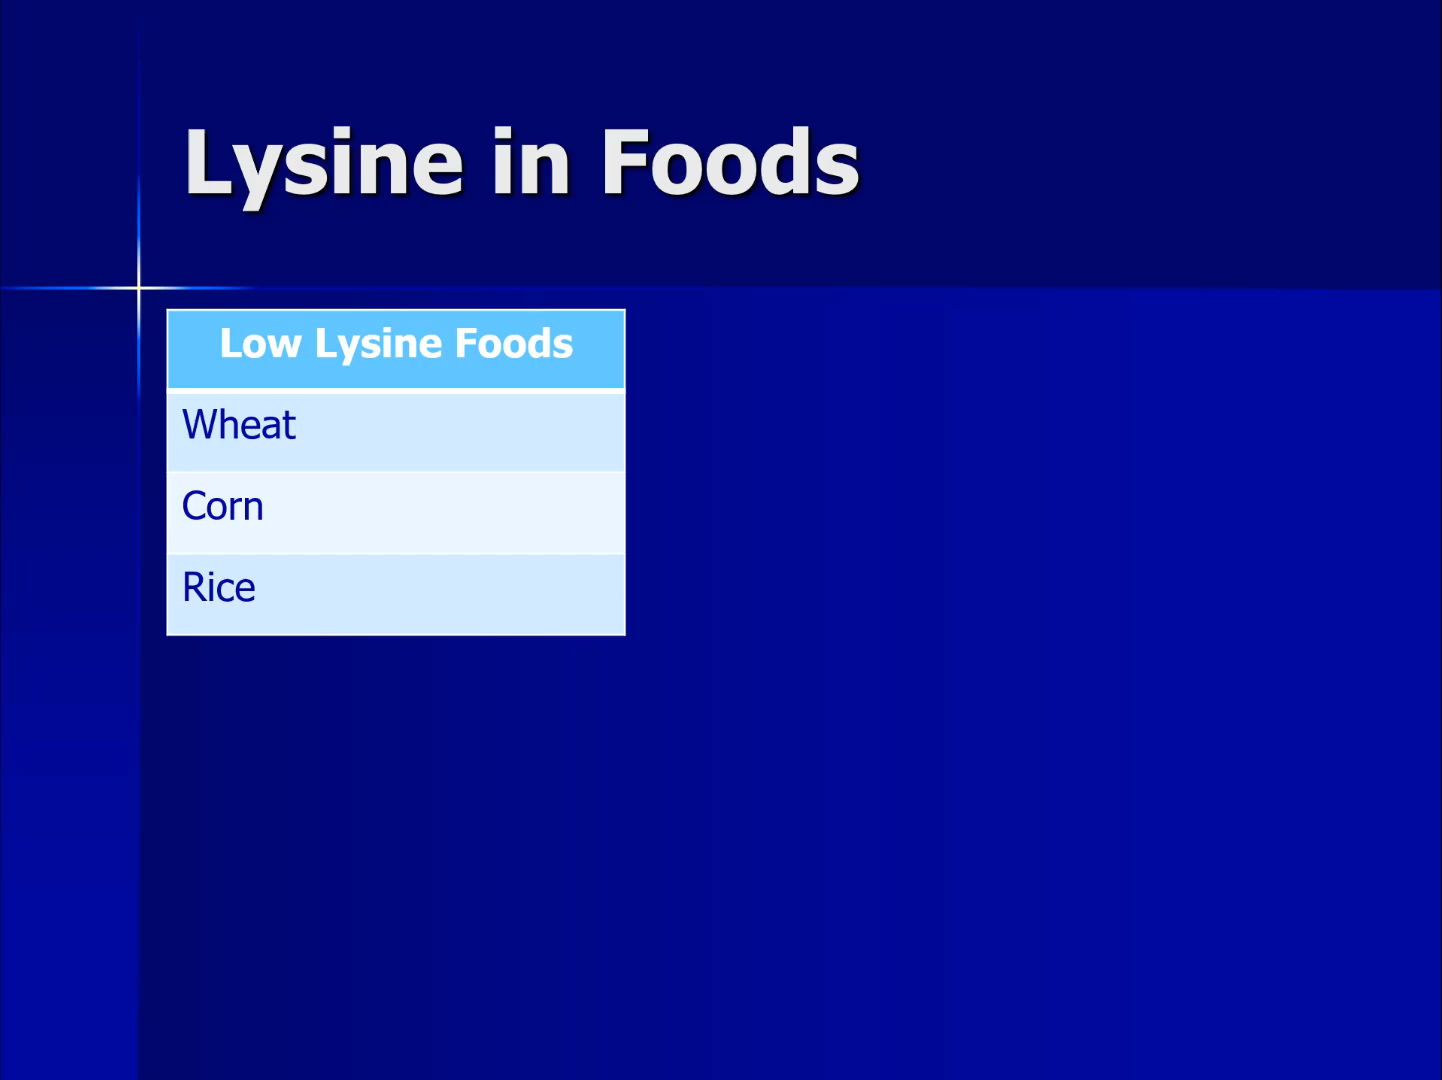 Lysine in Foods
Low Lysine Foods
Wheat
Corn
Rice